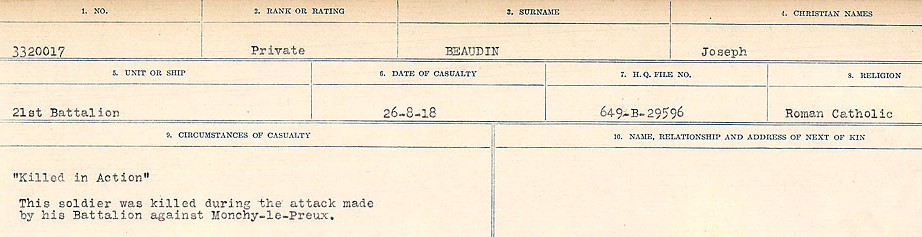 1. NO. 2. RANK OR RATING 3. SURNAME 4. CHRISTIAN NAMES
3320017 Private BEAUDIN Joseph
5. UNIT OR SHIP 6. DATE OF CASUALTY 7. H.Q. FILE NO. 8. RELIGION
21st Battalion 26-8-18 649-B-29596 Roman Catholic
9. CIRCUMSTANCES OF CASUALTY 10. NAME, RELATIONSHIP AND ADDRESS OF NEXT OF KIN
"Killed in Action"
This soldier was killed during the attack made
by his Battalion against Monchy-le-Preux.